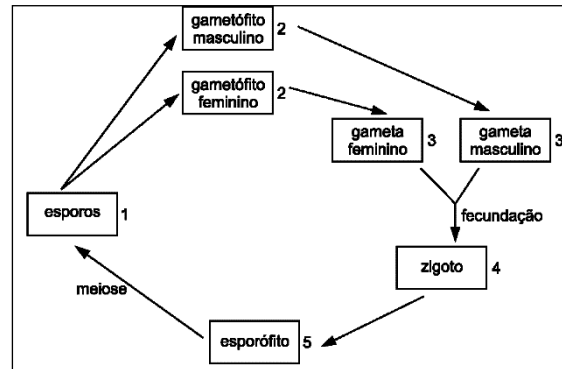 gametófito
masculino 2
gametófito
feminino 2
gameta
feminino 3
gameta
masculino 3
esporos 1
fecundação
zigoto 4
meiose
esporófito 5